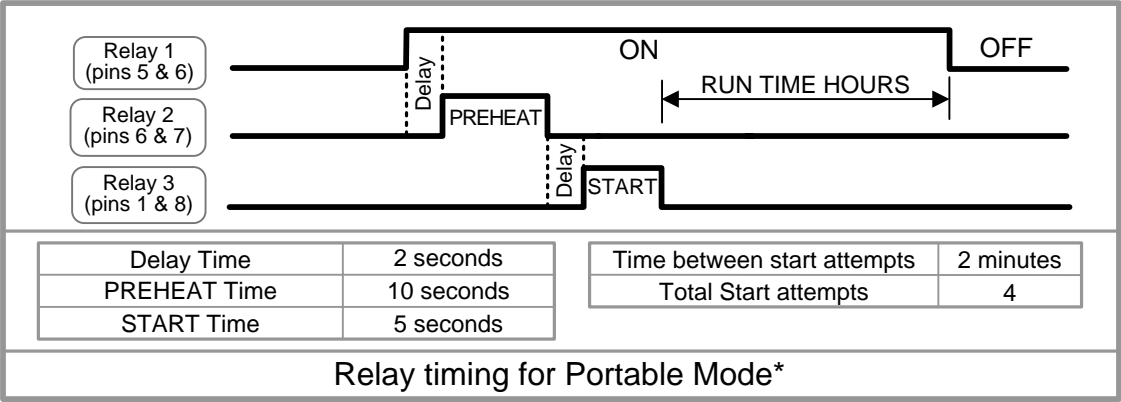 Relay 1
(pins 5 & 6)
ON
OFF
Delay
RUN TIME HOURS
Relay 2
(pins 6 & 7)
PREHEAT
Relay 3
(pins 1 & 8)
Delay
START
Delay Time 2 seconds
PREHEAT Time 10 seconds
START Time 5 seconds
Time between start attempts 2 minutes
Total Start attempts 4
Relay timing for Portable Mode*